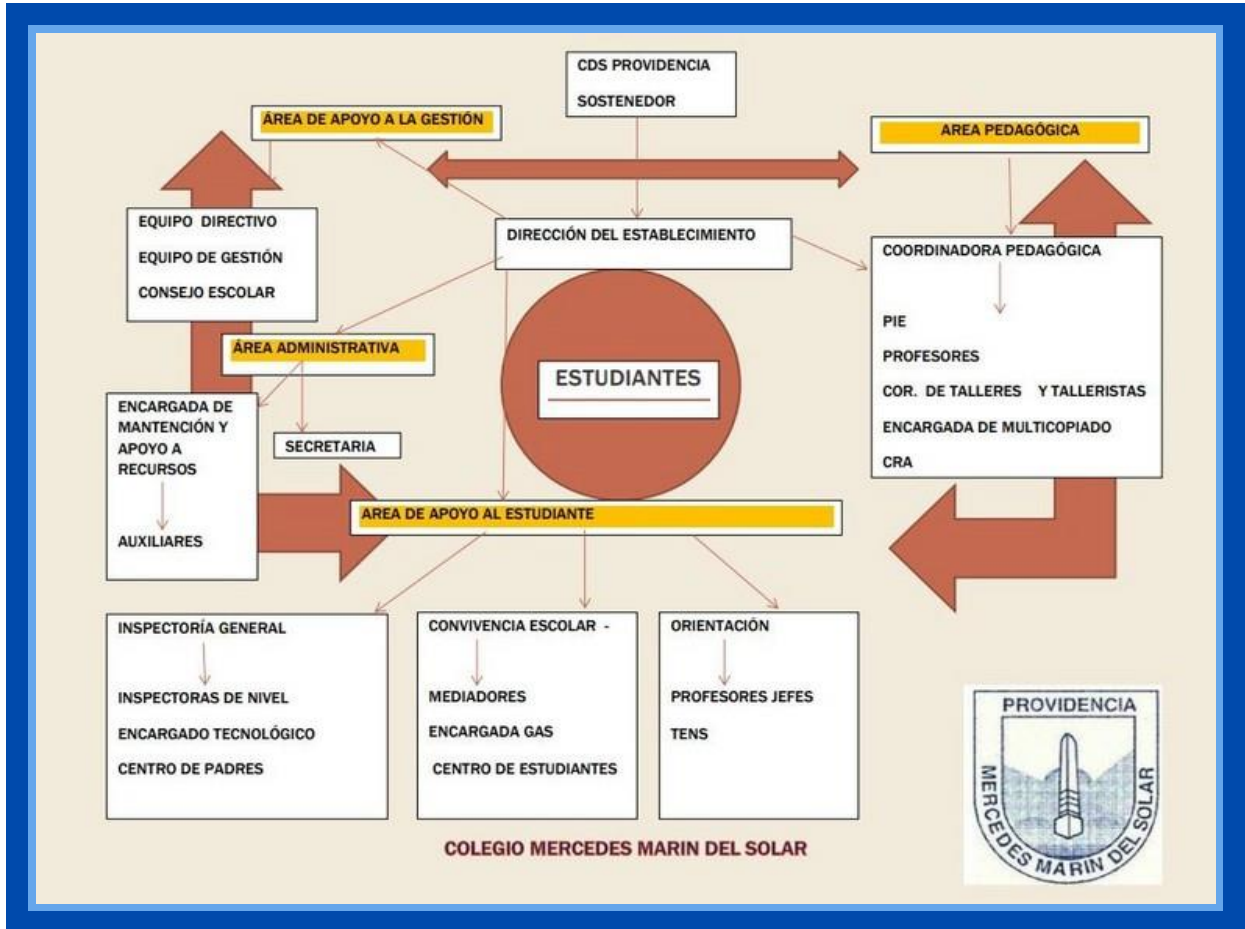 CDS PROVIDENCIA
SOSTENEDOR
ÁREA DE APOYO A LA GESTIÓN
AREA PEDAGÓGICA
EQUIPO DIRECTIVO
EQUIPO DE GESTIÓN
CONSEJO ESCOLAR
DIRECCIÓN DEL ESTABLECIMIENTO
COORDINADORA PEDAGÓGICA
PIE
PROFESORES
COR. DE TALLERES Y TALLERISTAS
ENCARGADA DE MULTICOPIADO
CRA
ÁREA ADMINISTRATIVA
ESTUDIANTES
ENCARGADA DE
MANTENCIÓN Y
APOYO A
RECURSOS
AUXILIARES
SECRETARIA
AREA DE APOYO AL ESTUDIANTE
INSPECTORÍA GENERAL
INSPECTORAS DE NIVEL
ENCARGADO TECNOLÓGICO
CENTRO DE PADRES
CONVIVENCIA ESCOLAR -
MEDIADORES
ENCARGADA GAS
CENTRO DE ESTUDIANTES
ORIENTACIÓN
PROFESORES JEFES
TENS
PROVIDENCIA
MERCEDES MARIN DEL SOLAR
COLEGIO MERCEDES MARIN DEL SOLAR